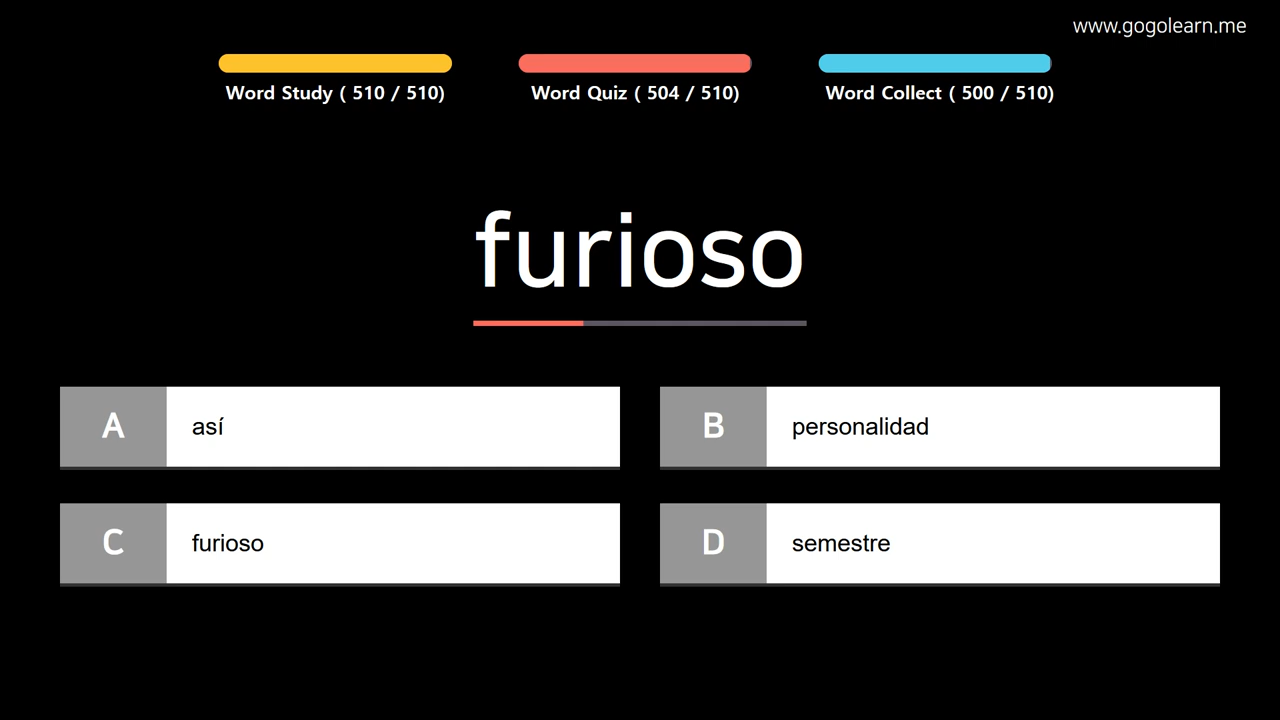 www.gogolearn.me
Word Study ( 510 / 510)
Word Quiz ( 504 / 510)
Word Collect ( 500 / 510)
furioso
A así
B personalidad
C furioso
D semestre